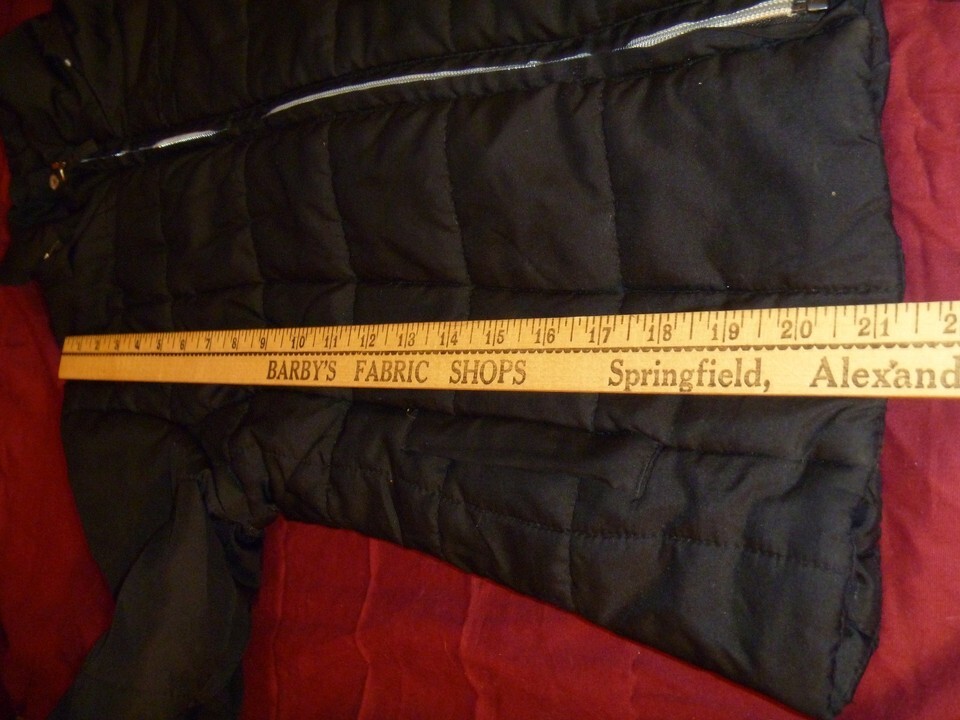 1 2 3 4 5 6 7 8 9 10 11 12 13 14 15 16 17 18 19 20 21 2
BARBY'S FABRIC SHOPS Springfield, Alexand